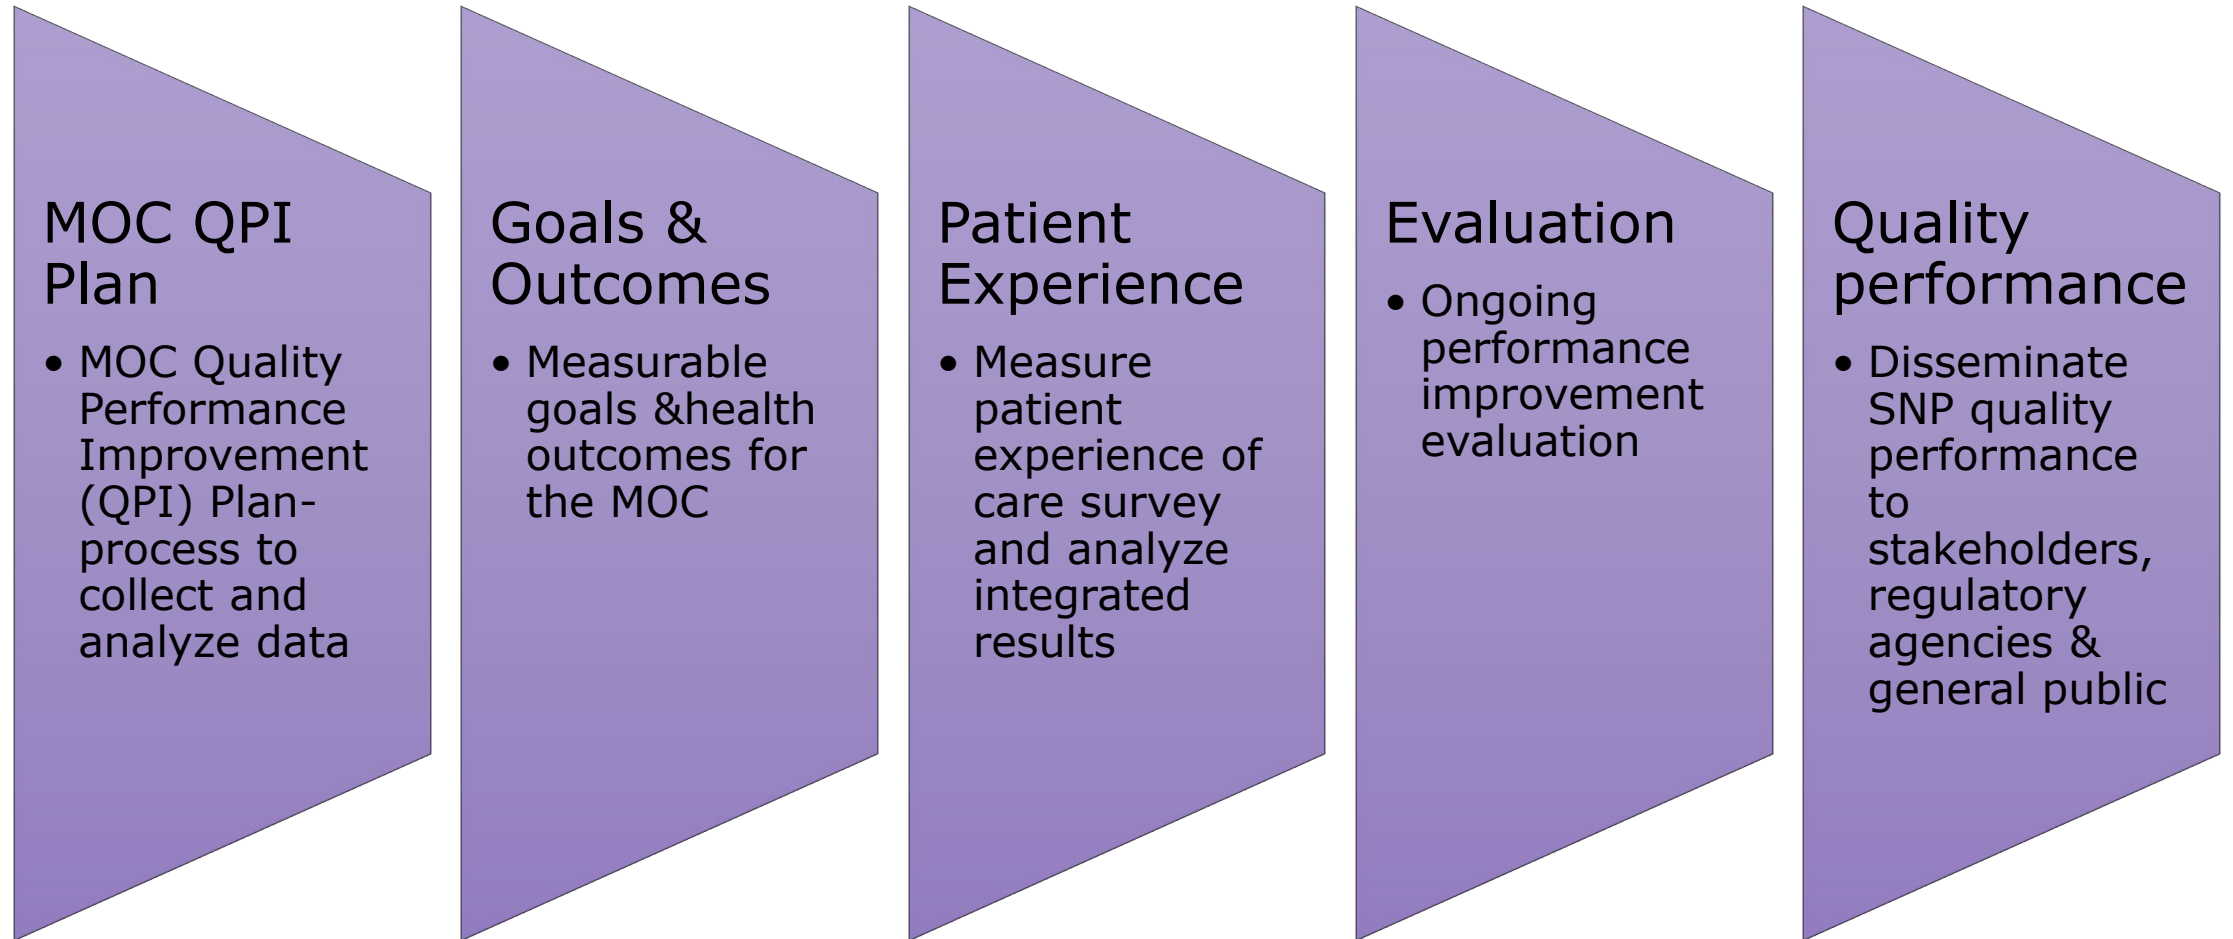 MOC QPI
Plan
• MOC Quality
Performance
Improvement
(QPI) Plan-
process to
collect and
analyze data
Goals &
Outcomes
• Measurable
goals &health
outcomes for
the MOC
Patient
Experience
• Measure
patient
experience of
care survey
and analyze
integrated
results
Evaluation
• Ongoing
performance
improvement
evaluation
Quality
performance
• Disseminate
SNP quality
performance
to
stakeholders,
regulatory
agencies &
general public